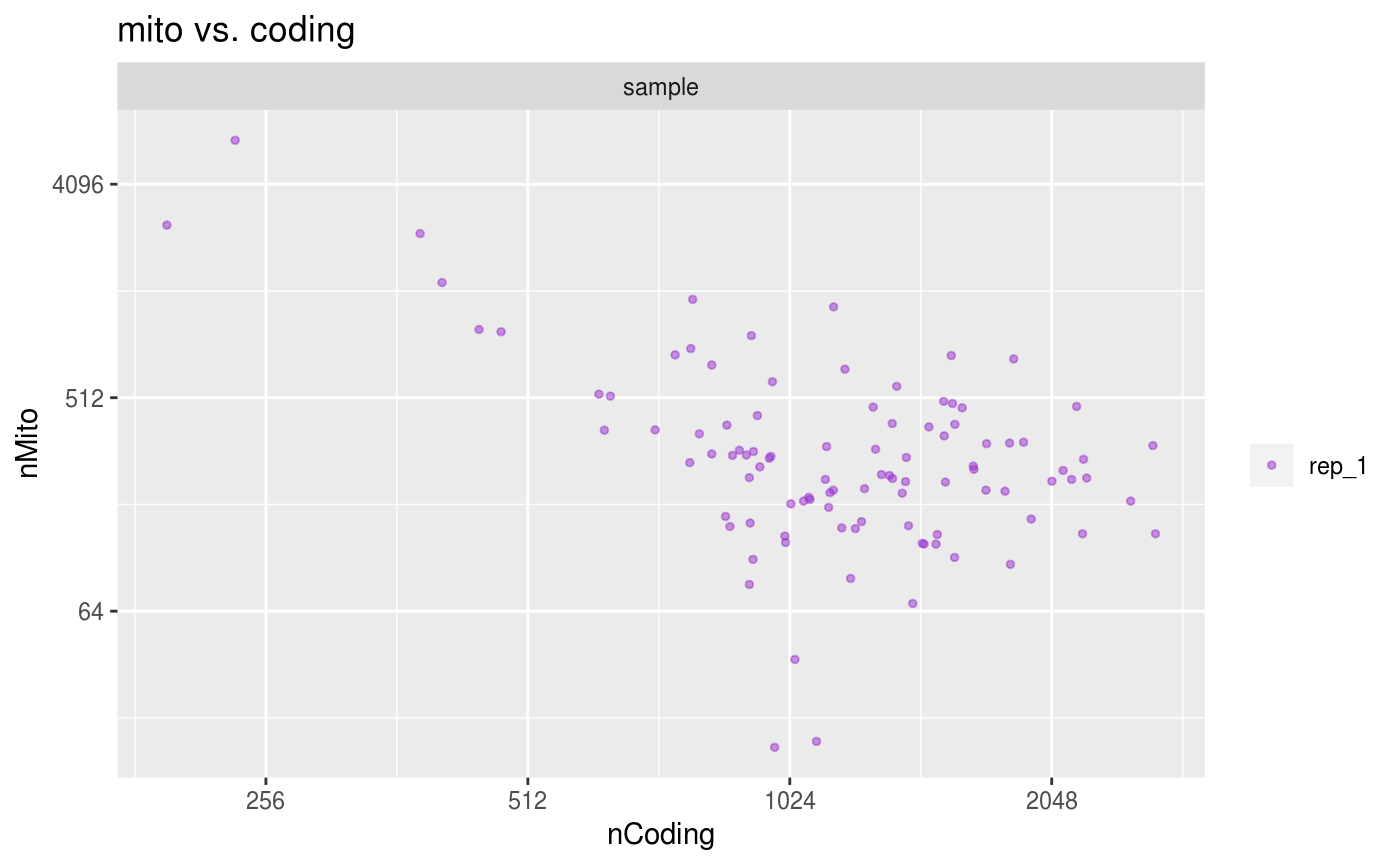 mito vs. coding
sample
4096
512
64
nMito
256
512
1024
2048
nCoding
rep_1